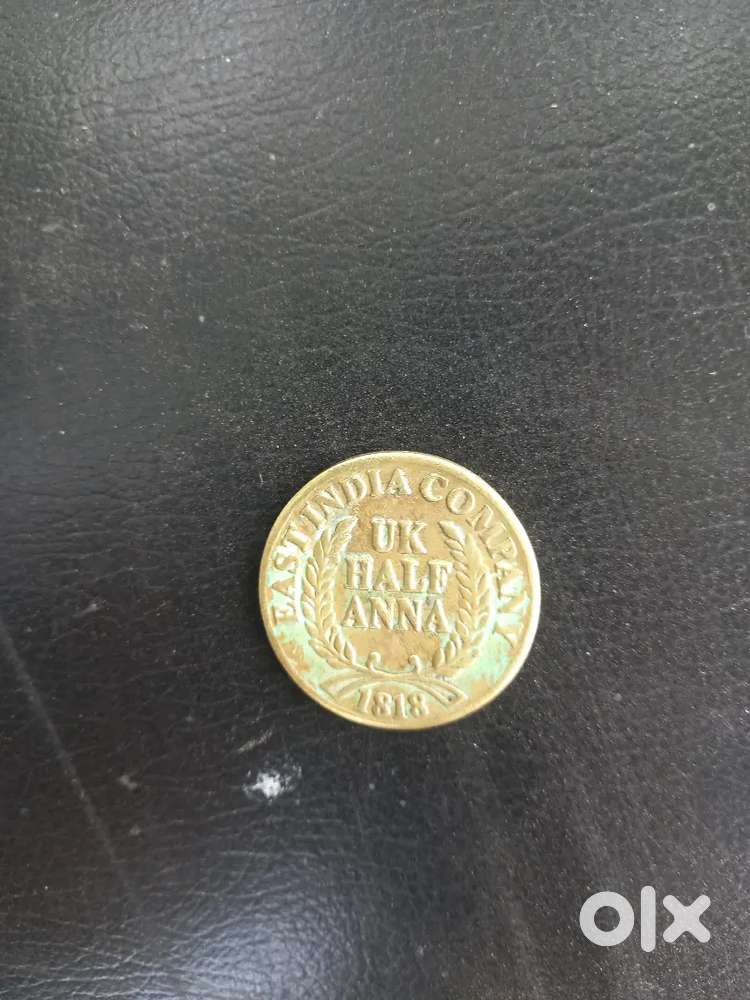 EAST INDIA COMPANY
UK
HALF
ANNA
1818
olx